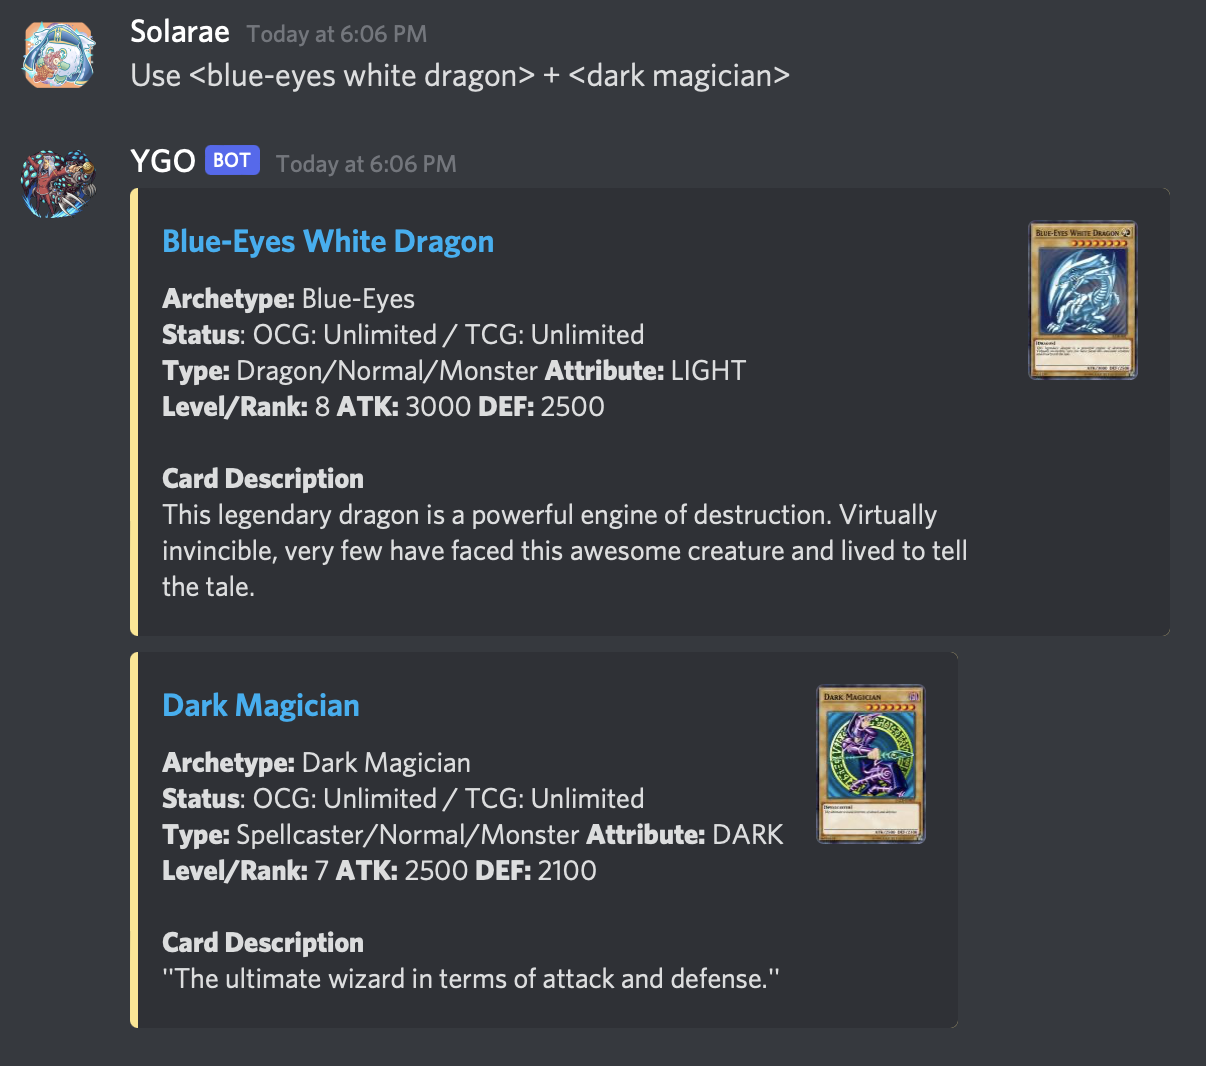 Solarae Today at 6:06 PM
Use <blue-eyes white dragon> + <dark magician>
YGO BOT Today at 6:06 PM
Blue-Eyes White Dragon
BLUE-EYES WHITE DRAGON
Archetype: Blue-Eyes
Status: OCG: Unlimited / TCG: Unlimited
Type: Dragon/Normal/Monster Attribute: LIGHT
Level/Rank: 8 ATK: 3000 DEF: 2500
Card Description
This legendary dragon is a powerful engine of destruction. Virtually
invincible, very few have faced this awesome creature and lived to tell
the tale.
Dark Magician
DARK MAGICIAN
Archetype: Dark Magician
Status: OCG: Unlimited / TCG: Unlimited
Type: Spellcaster/Normal/Monster Attribute: DARK
Level/Rank: 7 ATK: 2500 DEF: 2100
Card Description
''The ultimate wizard in terms of attack and defense.''